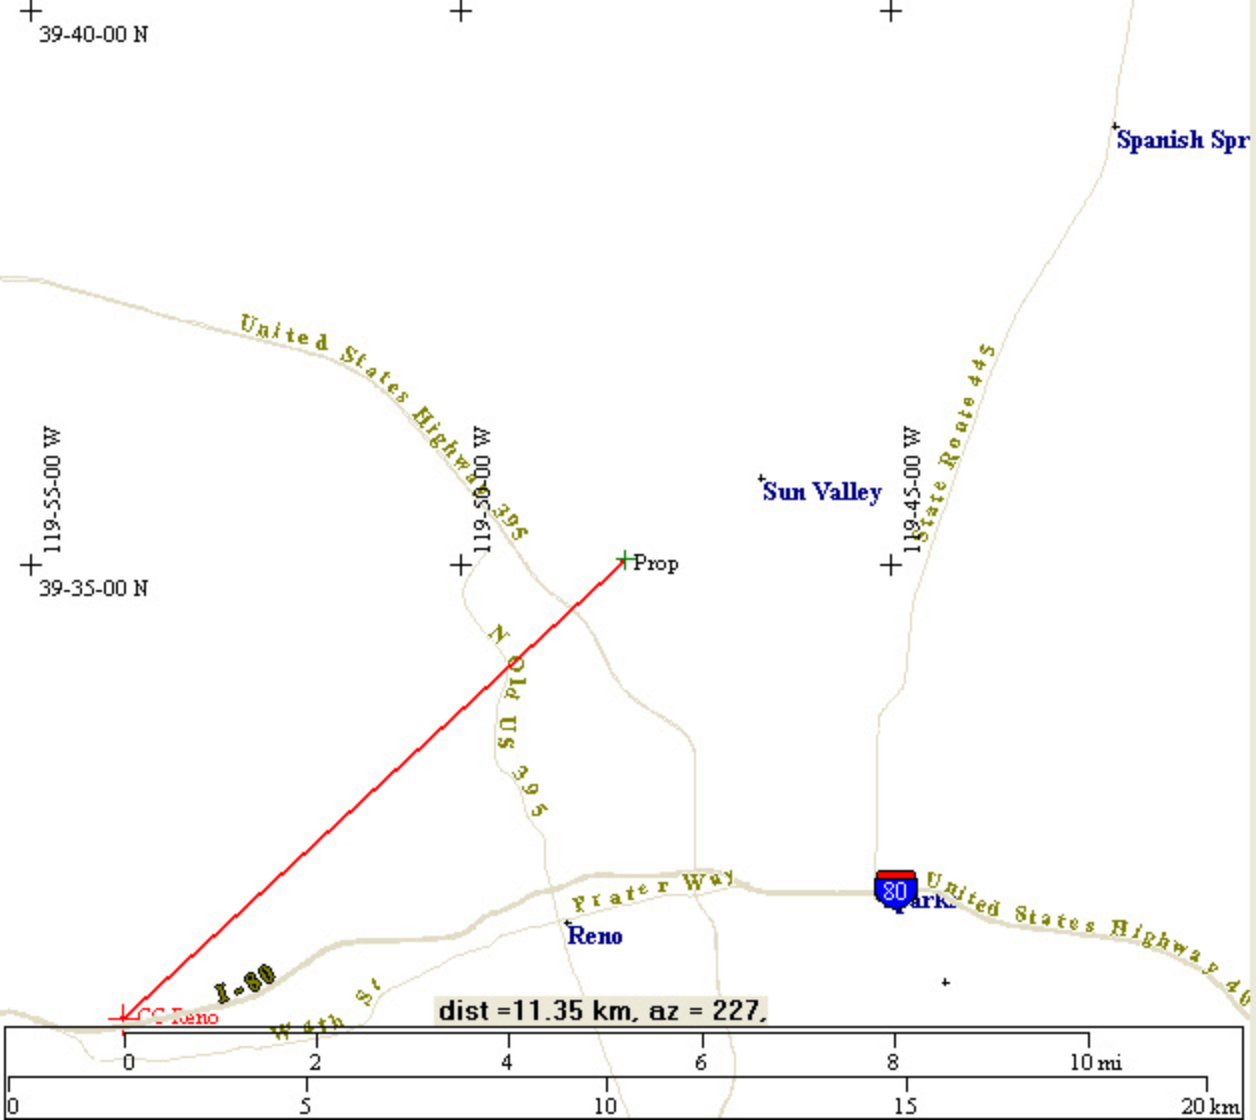 39-40-00 N
Spanish Spr
United States Highway 395
State Route 445
119-55-00 W
119-50-00 W
119-45-00 W
Sun Valley
Prop
39-35-00 N
N Old US 395
Prater Way
80
United States Highway 40
Reno
I-80
W 4th St
CC Reno
dist =11.35 km, az = 227,
0 2 4 6 8 10 mi
0 5 10 15 20 km